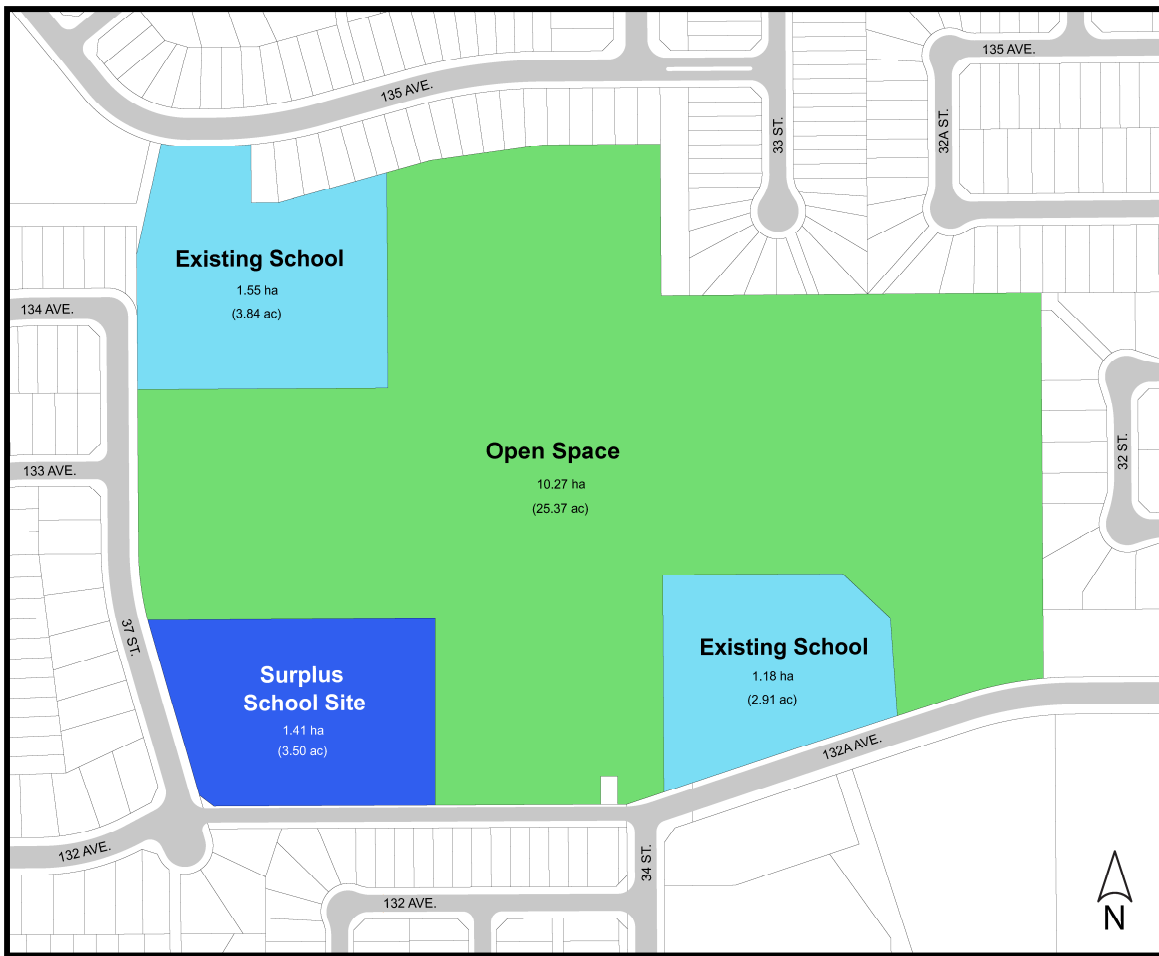 135 AVE.
135 AVE.
33 ST.
32A ST.
Existing School
1.55 ha
(3.84 ac)
134 AVE.
Open Space
10.27 ha
(25.37 ac)
133 AVE.
32 ST.
37 ST.
Surplus
School Site
1.41 ha
(3.50 ac)
Existing School
1.18 ha
(2.91 ac)
132A AVE.
132 AVE.
34 ST.
132 AVE.
N